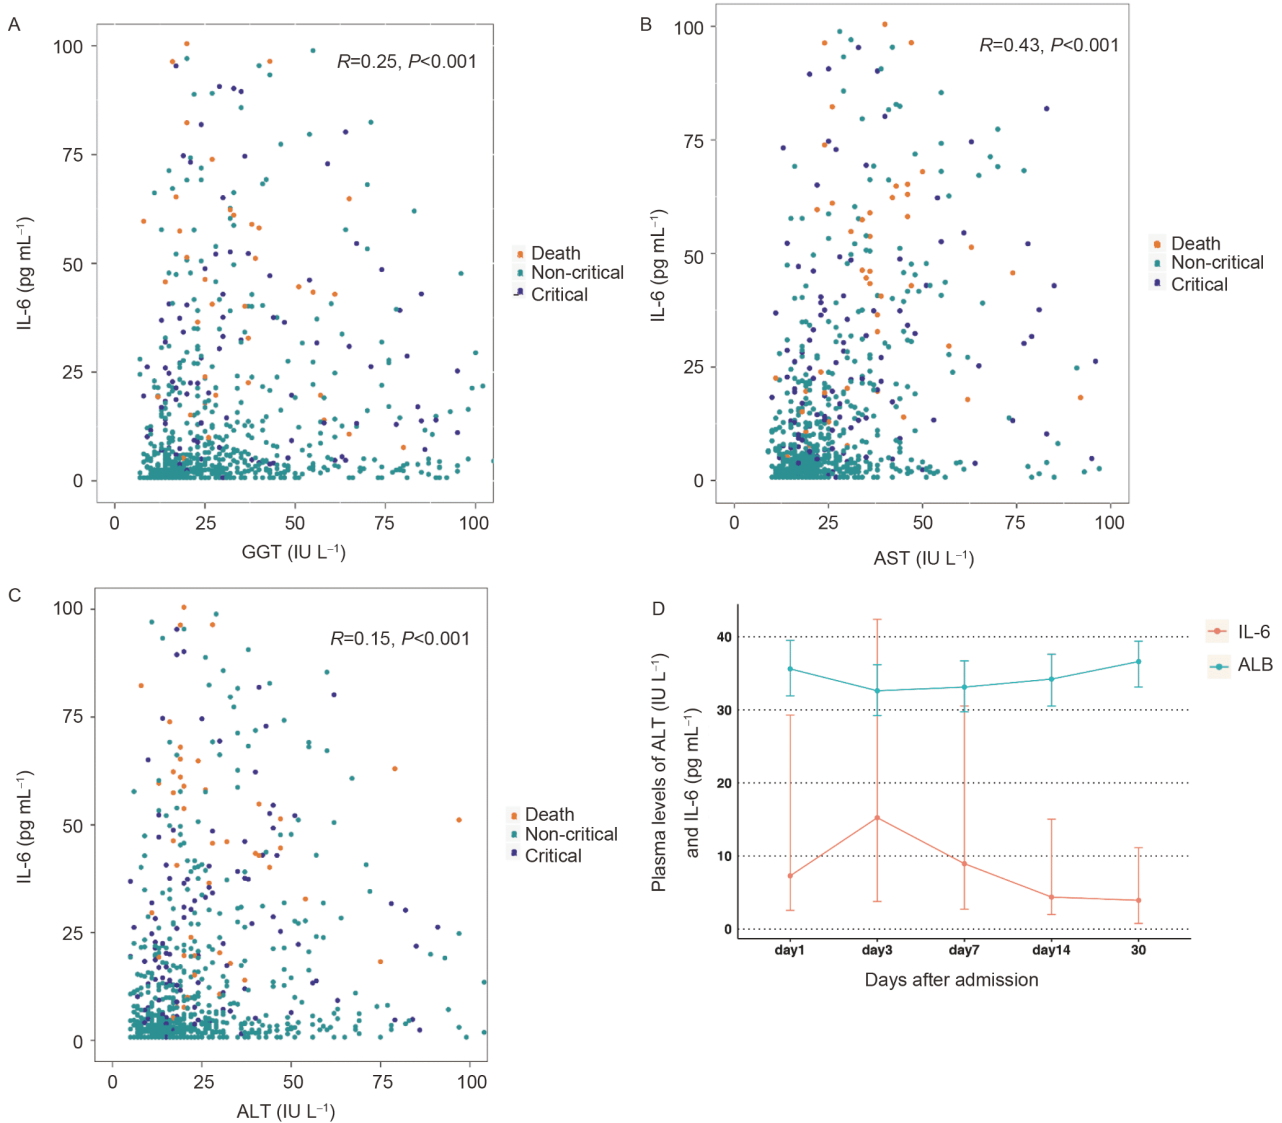 A
R=0.25, P<0.001
100
75
50
25
0
IL-6 (pg mL⁻¹)
0 25 50 75 100
GGT (IU L⁻¹)
Death
Non-critical
Critical
B
R=0.43, P<0.001
100
75
50
25
0
IL-6 (pg mL⁻¹)
0 25 50 75 100
AST (IU L⁻¹)
Death
Non-critical
Critical
C
R=0.15, P<0.001
100
75
50
25
0
IL-6 (pg mL⁻¹)
0 25 50 75 100
ALT (IU L⁻¹)
Death
Non-critical
Critical
D
40
30
20
10
0
Plasma levels of ALT (IU L⁻¹)
and IL-6 (pg mL⁻¹)
day1 day3 day7 day14 30
Days after admission
IL-6
ALB